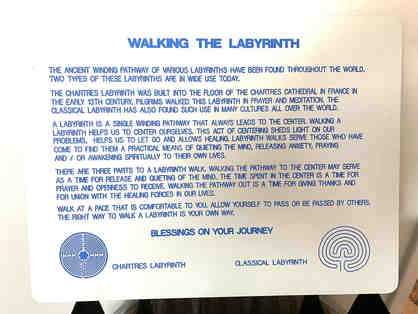 WALKING THE LABYRINTH
THE ANCIENT WINDING PATHWAY OF VARIOUS LABYRINTHS HAVE BEEN FOUND THROUGHOUT THE WORLD.
TWO TYPES OF THESE LABYRINTHS ARE IN WIDE USE TODAY.
THE CHARTRES LABYRINTH WAS BUILT INTO THE FLOOR OF THE CHARTRES CATHEDRAL IN FRANCE IN
THE EARLY 13TH CENTURY, PILGRIMS WALKED THIS LABYRINTH IN PRAYER AND MEDITATION. THE
CLASSICAL LABYRINTH HAS ALSO FOUND SUCH USE IN MANY CULTURES ALL OVER THE WORLD.
A LABYRINTH IS A SINGLE WINDING PATHWAY THAT ALWAYS LEADS TO THE CENTER. WALKING A
LABYRINTH HELPS US TO CENTER OURSELVES, THIS ACT OF CENTERING SHEDS LIGHT ON OUR
PROBLEMS, HELPS US TO LET GO AND ALLOWS HEALING. LABYRINTH WALKS SERVE THOSE WHO HAVE
COME TO FIND THEM A PRACTICAL MEANS OF QUIETING THE MIND, RELEASING ANXIETY, PRAYING
AND / OR AWAKENING SPIRITUALLY TO THEIR OWN LIVES.
THERE ARE THREE PARTS TO A LABYRINTH WALK. WALKING THE PATHWAY TO THE CENTER MAY SERVE
AS A TIME FOR RELEASE AND QUIETING OF THE MIND. THE TIME SPENT IN THE CENTER IS A TIME FOR
PRAYER AND OPENNESS TO RECEIVE. WALKING THE PATHWAY OUT IS A TIME FOR GIVING THANKS AND
FOR UNION WITH THE HEALING FORCES IN OUR LIVES.
WALK AT A PACE THAT IS COMFORTABLE TO YOU. ALLOW YOURSELF TO PASS OR BE PASSED BY OTHERS.
THE RIGHT WAY TO WALK A LABYRINTH IS YOUR OWN WAY.
BLESSINGS ON YOUR JOURNEY
CHARTRES LABYRINTH
CLASSICAL LABYRINTH